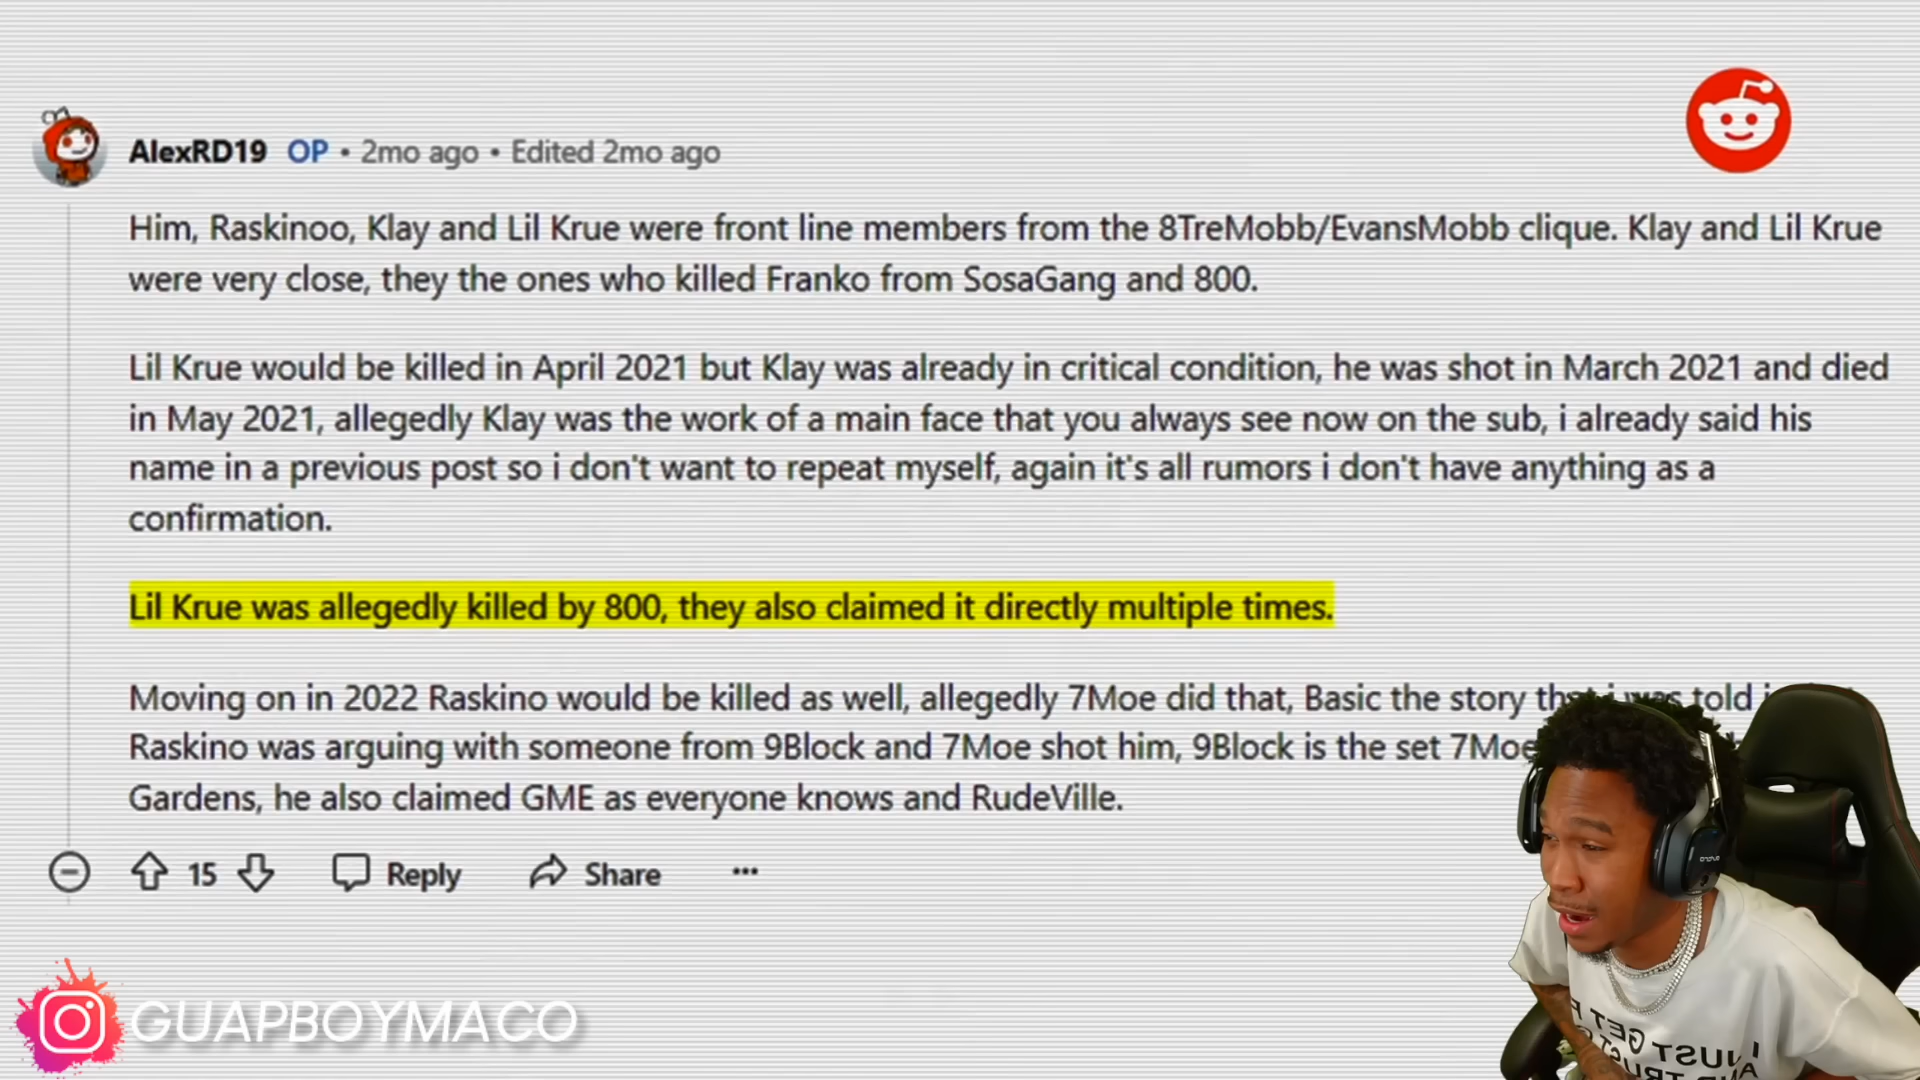 AlexRD19 OP • 2mo ago • Edited 2mo ago
Him, Raskinoo, Klay and Lil Krue were front line members from the 8TreMobb/EvansMobb clique. Klay and Lil Krue
were very close, they the ones who killed Franko from SosaGang and 800.
Lil Krue would be killed in April 2021 but Klay was already in critical condition, he was shot in March 2021 and died
in May 2021, allegedly Klay was the work of a main face that you always see now on the sub, i already said his
name in a previous post so i don't want to repeat myself, again it's all rumors i don't have anything as a
confirmation.
Lil Krue was allegedly killed by 800, they also claimed it directly multiple times.
Moving on in 2022 Raskino would be killed as well, allegedly 7Moe did that, Basic the story that i was told
Raskino was arguing with someone from 9Block and 7Moe shot him, 9Block is the set 7Moe
Gardens, he also claimed GME as everyone knows and RudeVille.
15 Reply Share ...
GUAPBOYMACO
I JUST GET F